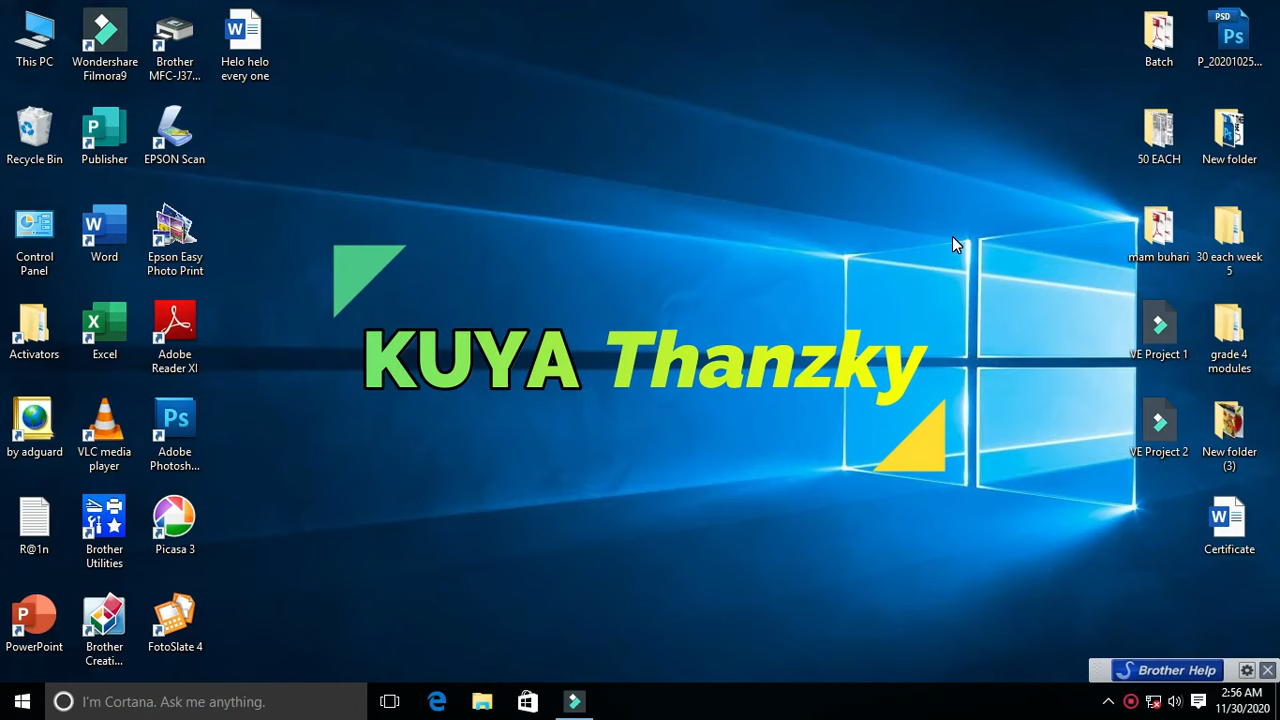 This PC
Wondershare
Filmora9
Brother
MFC-J37...
Helo helo
every one
Batch
PSD
Ps
P_20201025...
Recycle Bin
P
Publisher
EPSON Scan
50 EACH
New folder
Control
Panel
W
Word
Epson Easy
Photo Print
mam buhari
30 each week
5
KUYA Thanzky
Activators
X
Excel
Adobe
Reader XI
VE Project 1
grade 4
modules
by adguard
VLC media
player
Ps
Adobe
Photosh...
VE Project 2
New folder
(3)
R@1n
Brother
Utilities
Picasa 3
W
Certificate
P
PowerPoint
Brother
Creati...
FotoSlate 4
Brother Help
I'm Cortana. Ask me anything.
2:56 AM
11/30/2020